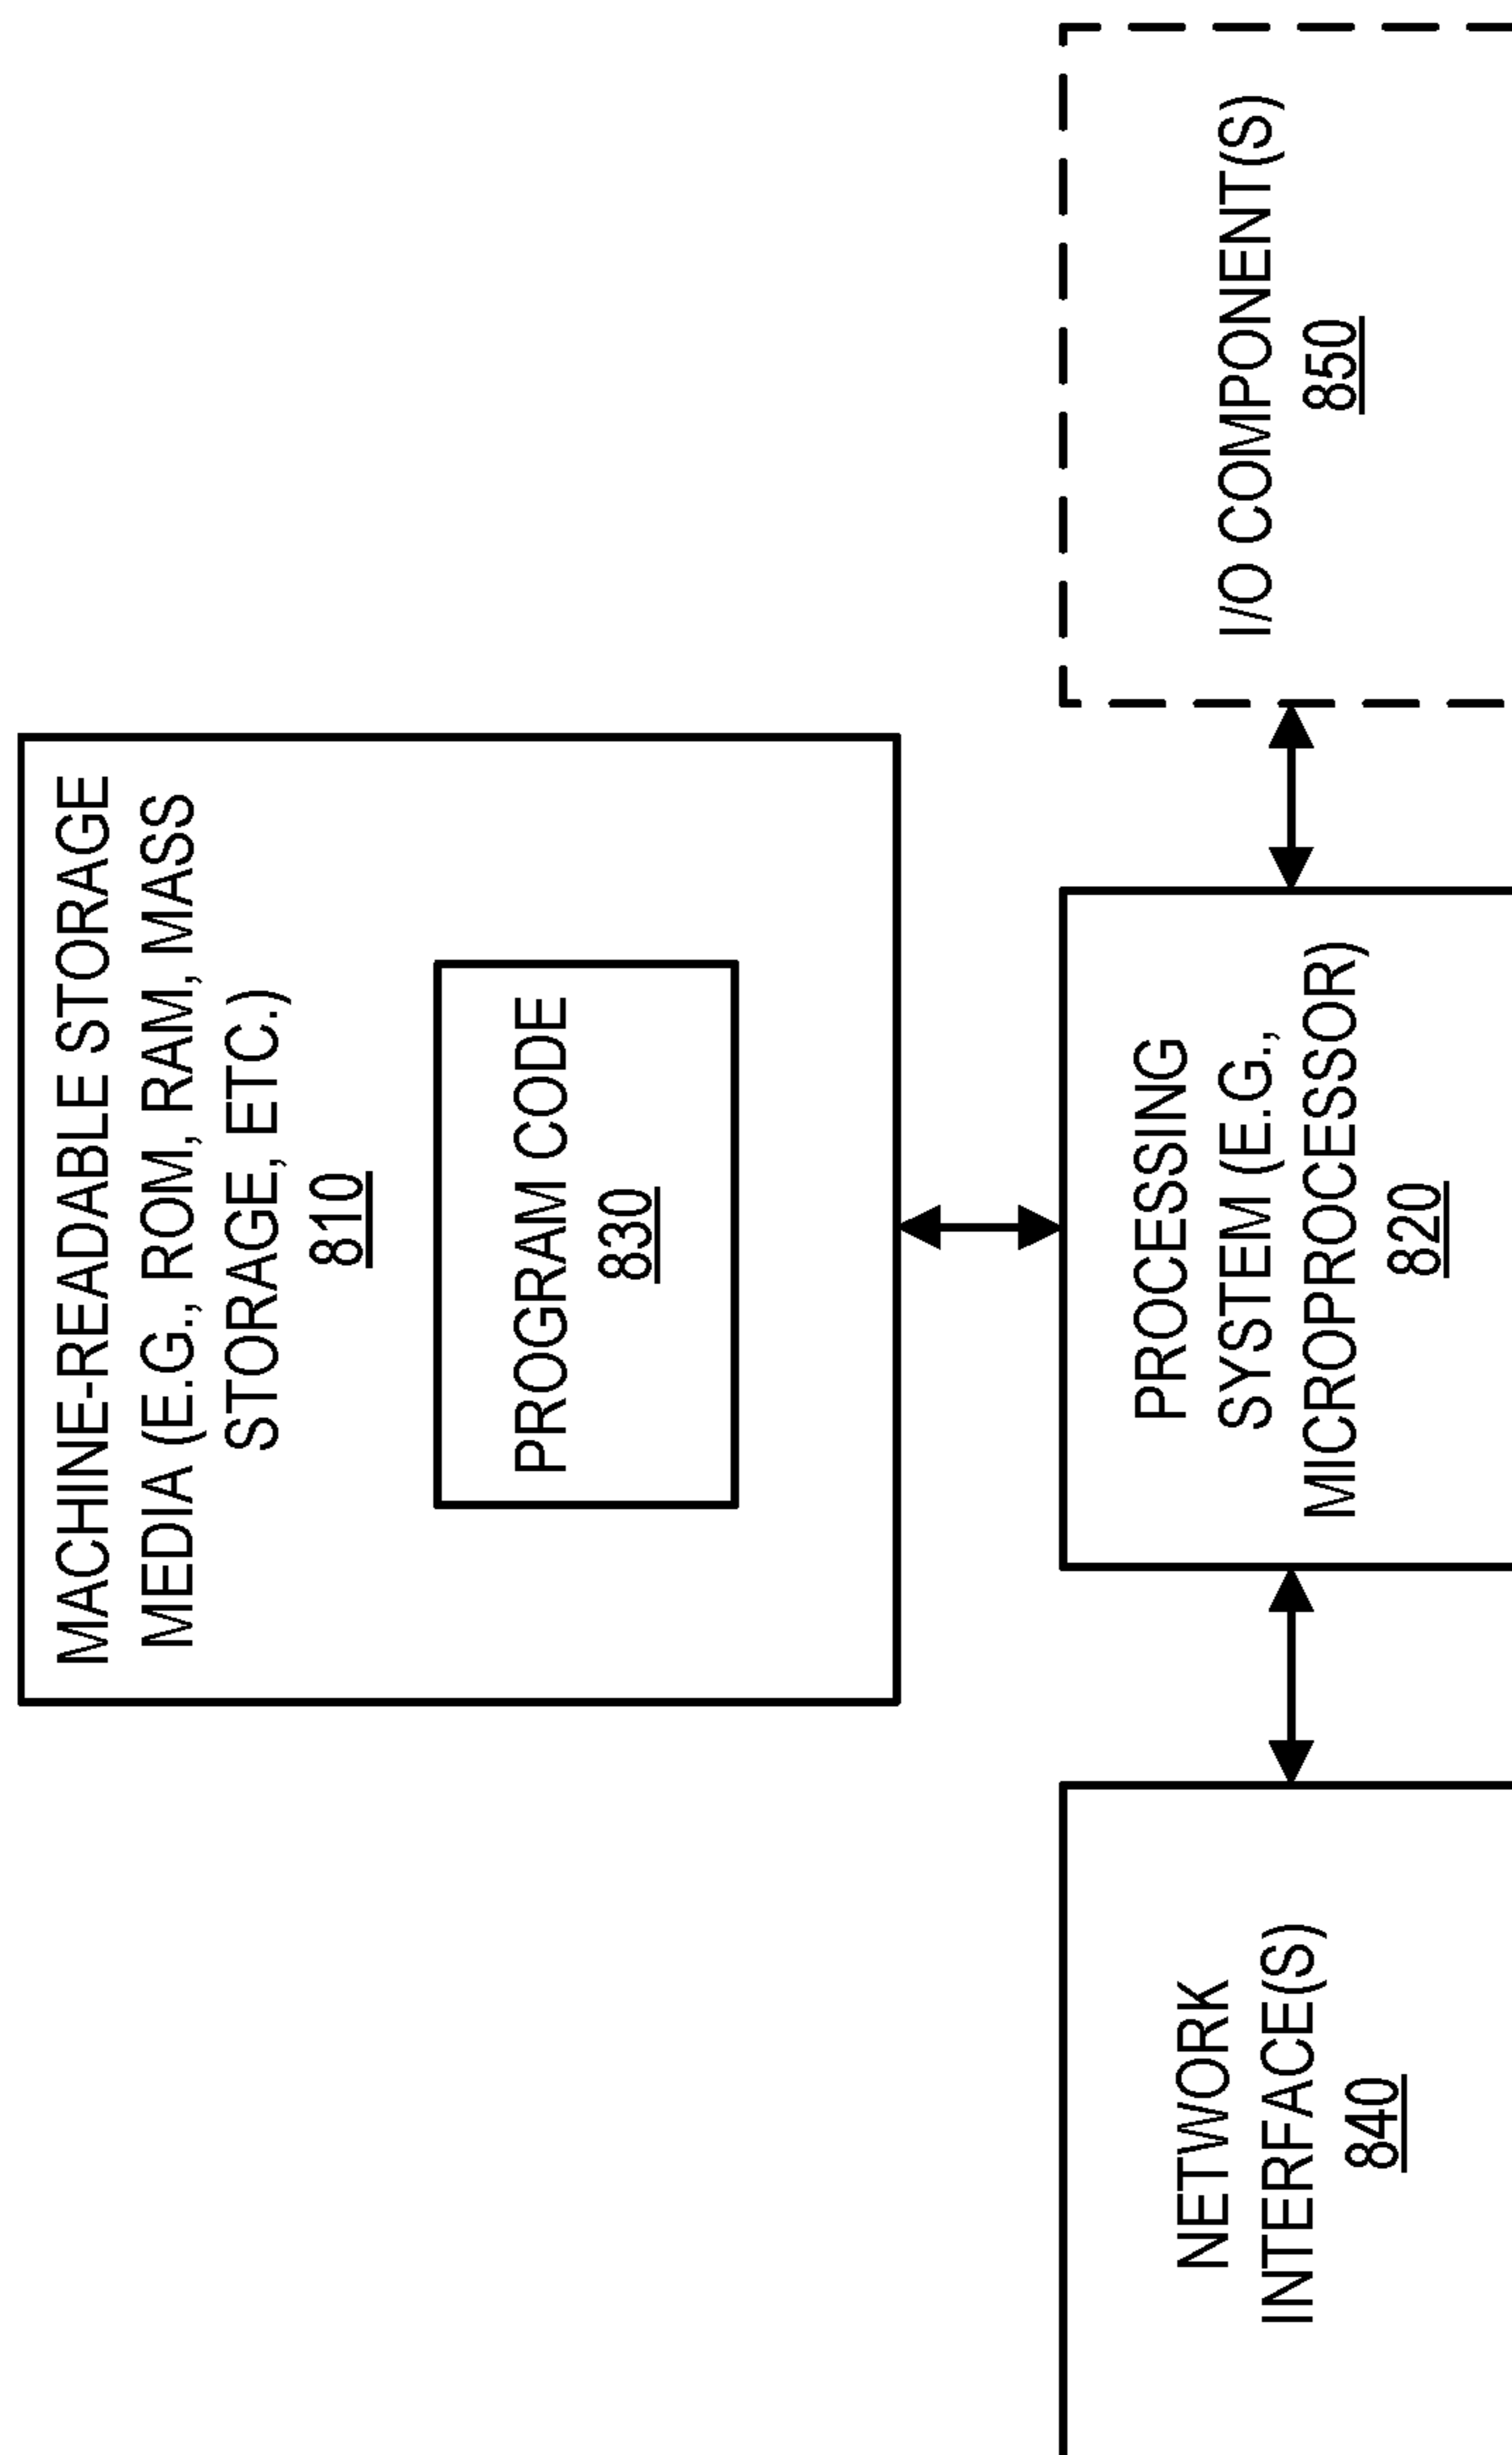 MACHINE-READABLE STORAGE
MEDIA (E.G., ROM, RAM, MASS
STORAGE, ETC.)
810
PROGRAM CODE
830
NETWORK
INTERFACE(S)
840
PROCESSING
SYSTEM (E.G.,
MICROPROCESSOR)
820
I/O COMPONENT(S)
850